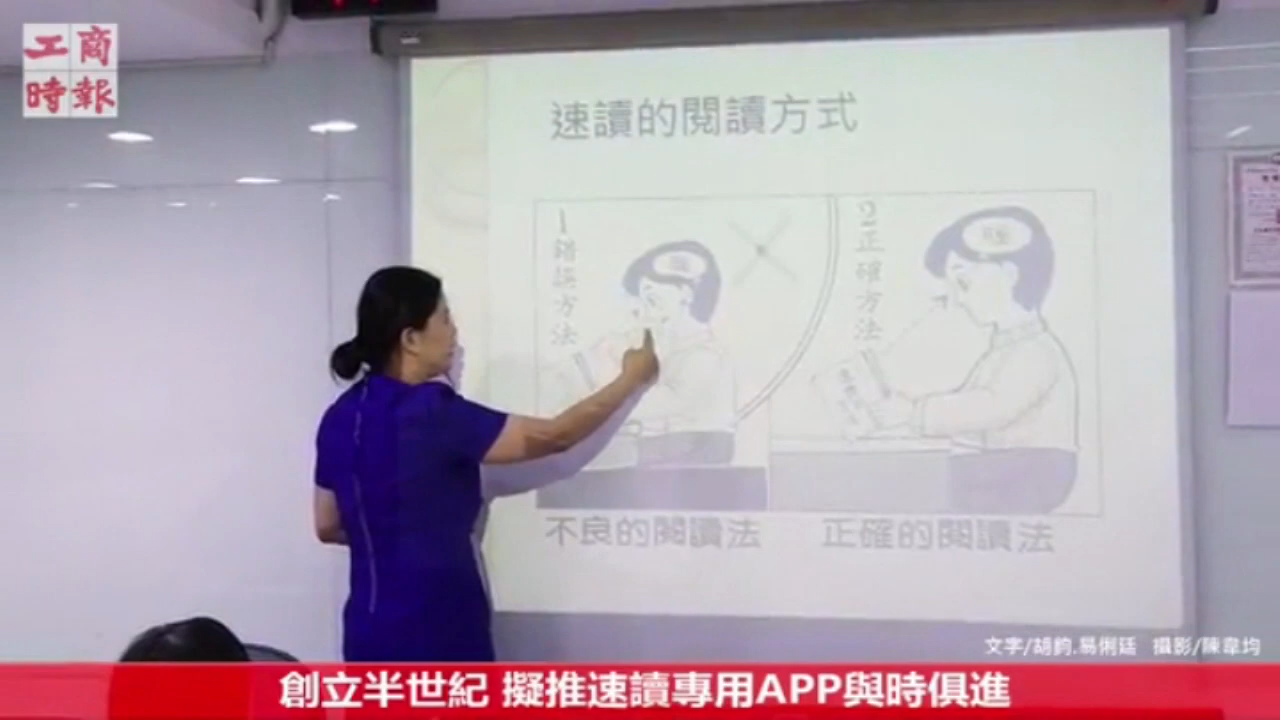 工商
時報
速讀的閱讀方式
1錯誤方法
2正確方法
不良的閱讀法
正確的閱讀法
文字/胡鈞.易俐廷 攝影/陳韋均
創立半世紀 擬推速讀專用APP與時俱進